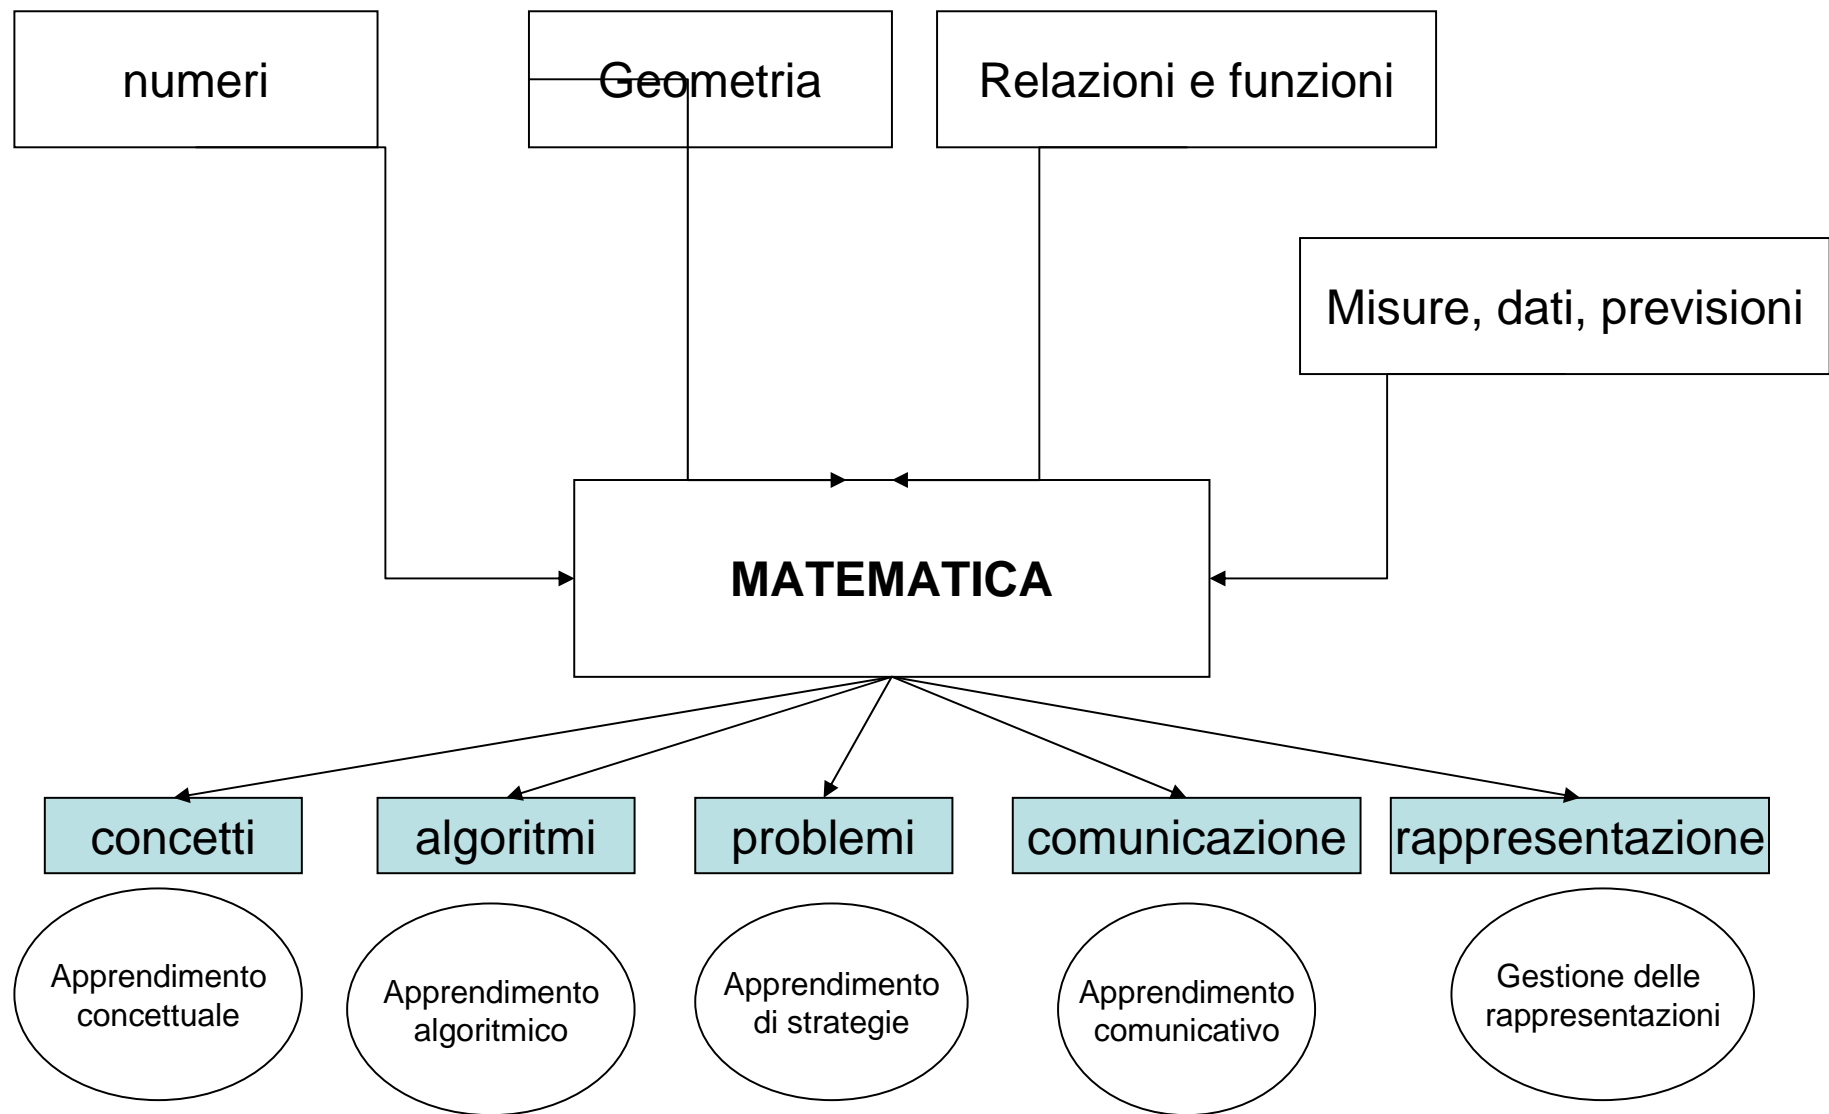 numeri
Geometria
Relazioni e funzioni
Misure, dati, previsioni
MATEMATICA
concetti
algoritmi
problemi
comunicazione
rappresentazione
Apprendimento
concettuale
Apprendimento
algoritmico
Apprendimento
di strategie
Apprendimento
comunicativo
Gestione delle
rappresentazioni